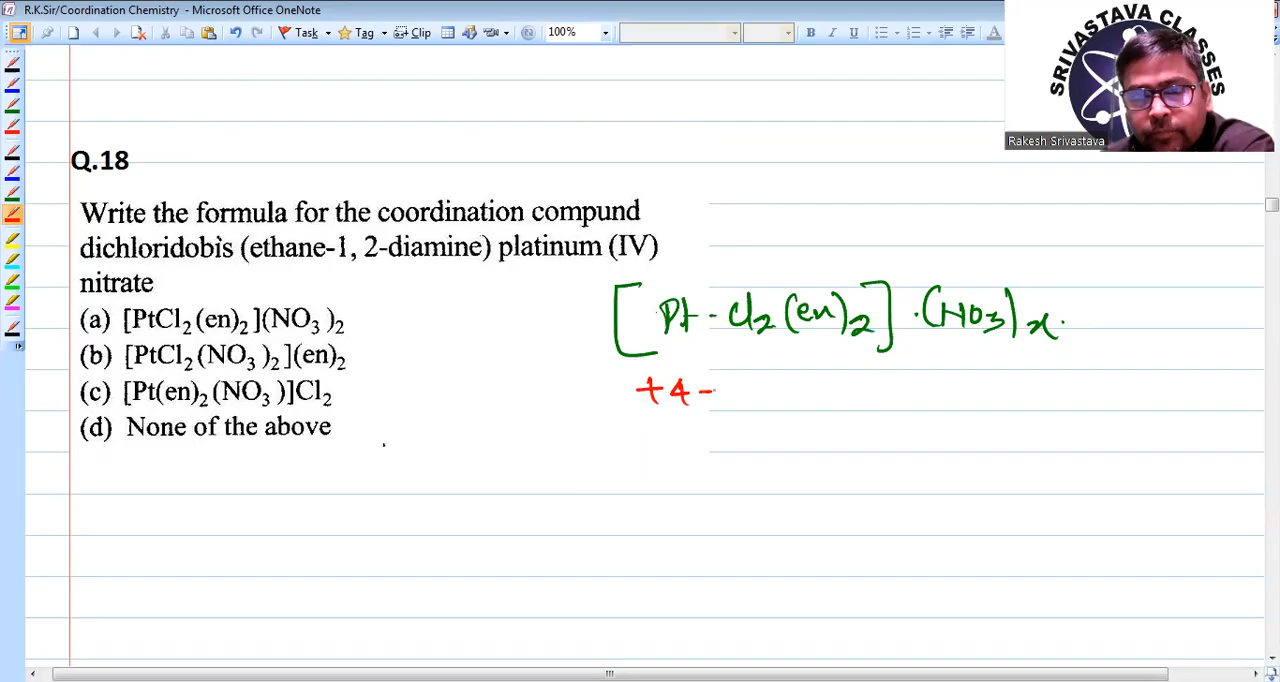 R.K.Sir/Coordination Chemistry - Microsoft OneNote
Task Tag Clip 100% B I U A
SRIVASTAVA CLASSES
Rakesh Srivastava
Q.18
Write the formula for the coordination compund
dichloridobis (ethane-1, 2-diamine) platinum (IV)
nitrate
(a) [PtCl₂(en)₂](NO₃)₂
(b) [PtCl₂(NO₃)₂](en)₂
(c) [Pt(en)₂(NO₃)]Cl₂
(d) None of the above
[Pt - Cl₂(en)₂] · (NO₃)x.
+4 -